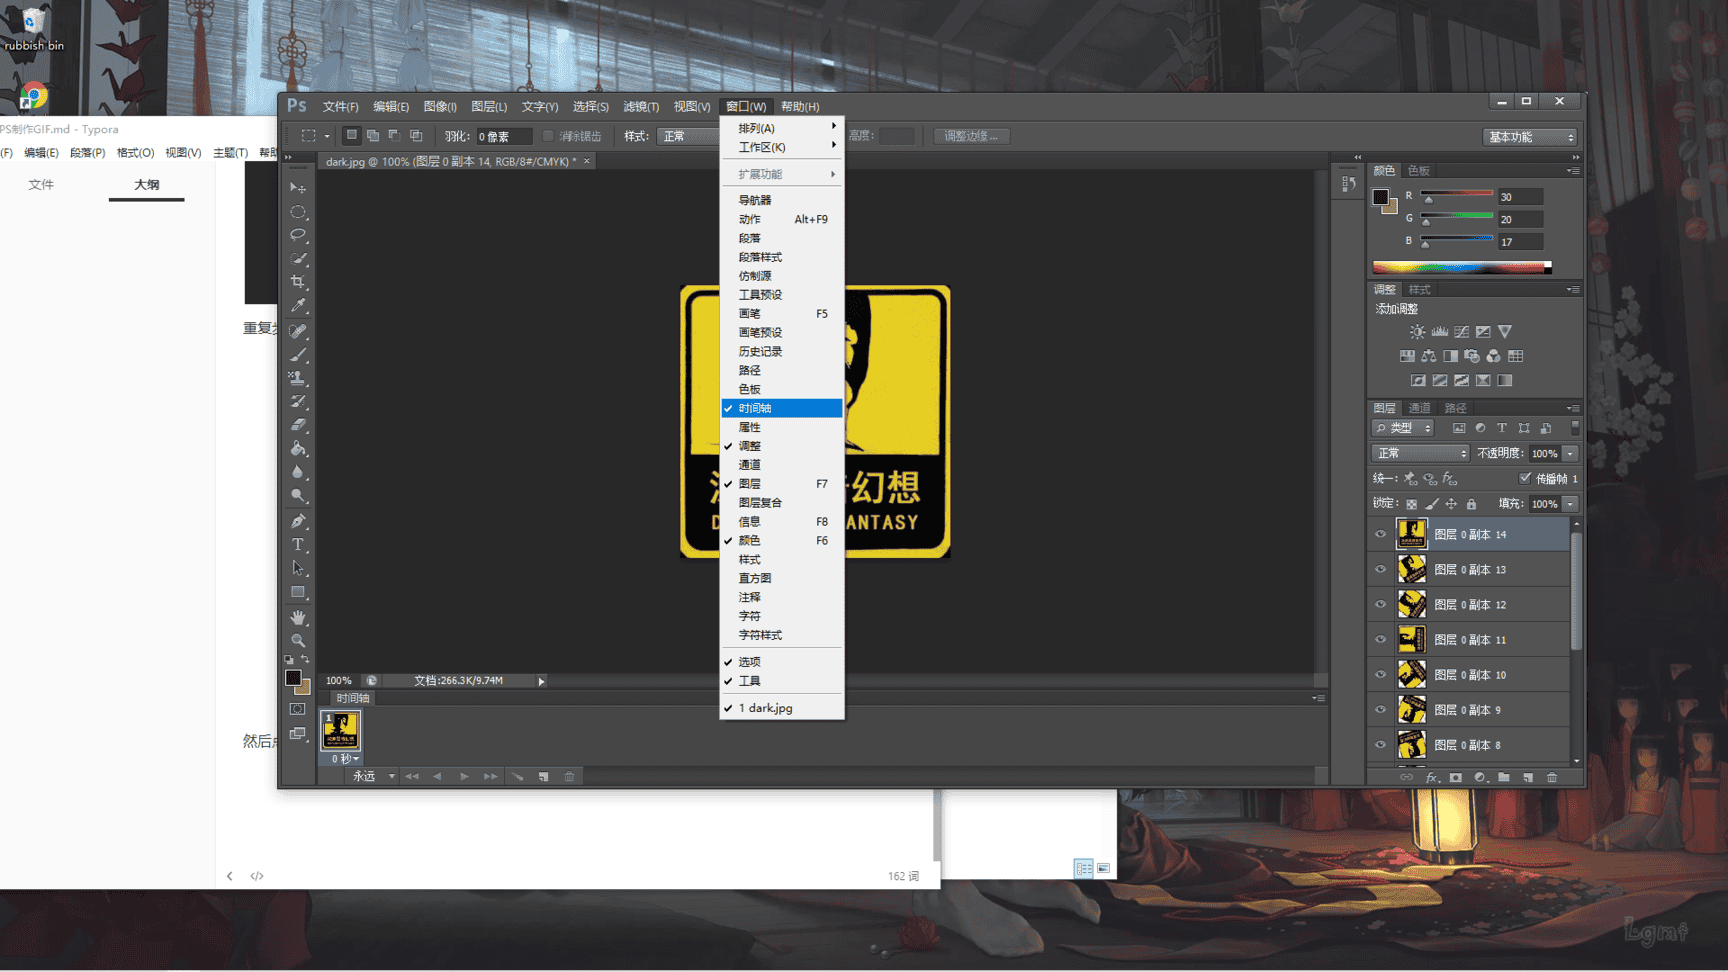 rubbish bin
PS制作GIF.md - Typora
(F) 编辑(E) 段落(P) 格式(O) 视图(V) 主题(T) 帮助
文件 大纲
重复步
然后点
162 词
Ps 文件(F) 编辑(E) 图像(I) 图层(L) 文字(Y) 选择(S) 滤镜(T) 视图(V) 窗口(W) 帮助(H)
羽化: 0 像素 消除锯齿 样式: 正常 高度: 调整边缘... 基本功能
dark.jpg @ 100% (图层 0 副本 14, RGB/8#/CMYK) * ×
排列(A)
工作区(K)
扩展功能
导航器
动作 Alt+F9
段落
段落样式
仿制源
工具预设
画笔 F5
画笔预设
历史记录
路径
色板
时间轴
属性
调整
通道
图层 F7
图层复合
信息 F8
颜色 F6
样式
直方图
注释
字符
字符样式
选项
工具
1 dark.jpg
幻想
D ANTASY
100% 文档:266.3K/9.74M
时间轴
1
0 秒
永远
颜色 色板
R 30
G 20
B 17
调整 样式
添加调整
图层 通道 路径
类型
正常 不透明度: 100%
统一: 传播帧 1
锁定: 填充: 100%
图层 0 副本 14
图层 0 副本 13
图层 0 副本 12
图层 0 副本 11
图层 0 副本 10
图层 0 副本 9
图层 0 副本 8